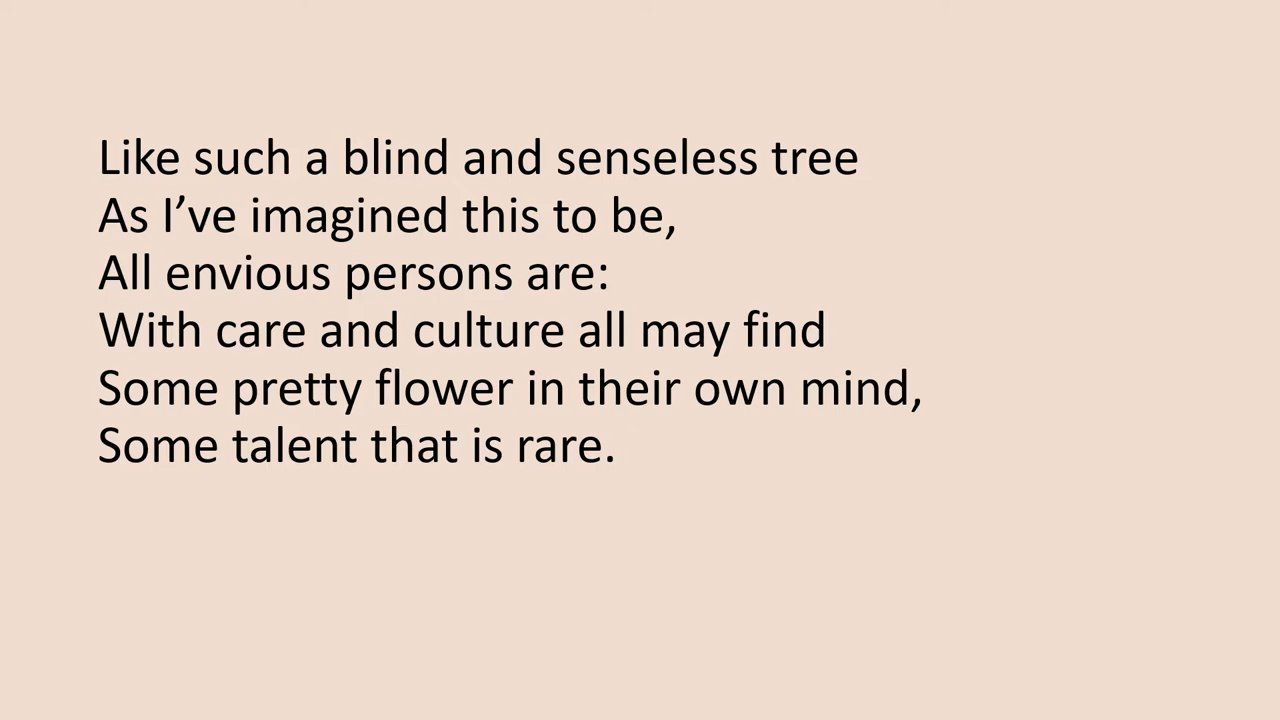 Like such a blind and senseless tree
As I’ve imagined this to be,
All envious persons are:
With care and culture all may find
Some pretty flower in their own mind,
Some talent that is rare.